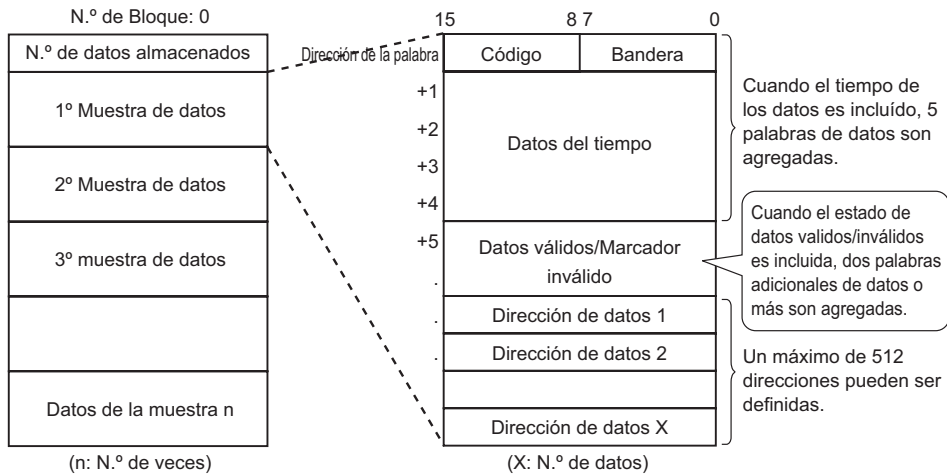 N.º de Bloque: 0
N.º de datos almacenados
1º Muestra de datos
2º Muestra de datos
3º muestra de datos
Datos de la muestra n
(n: N.º de veces)
15 8 7 0
Dirección de la palabra
Código
Bandera
+1
+2
+3
+4
+5
.
.
.
Datos del tiempo
Datos válidos/Marcador
inválido
Dirección de datos 1
Dirección de datos 2
Dirección de datos X
(X: N.º de datos)
Cuando el tiempo de
los datos es incluído, 5
palabras de datos son
agregadas.
Cuando el estado de
datos validos/inválidos
es incluida, dos palabras
adicionales de datos o
más son agregadas.
Un máximo de 512
direcciones pueden ser
definidas.